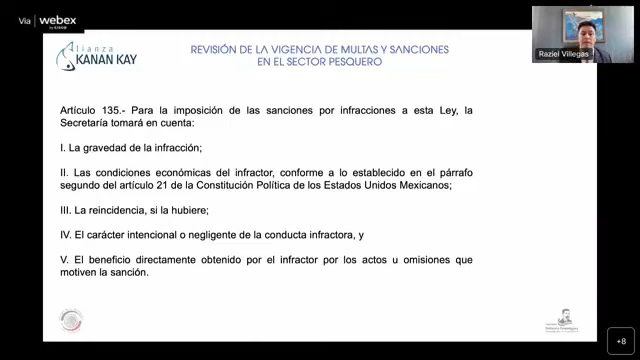 Via webex
Raziel Villegas
alianza
KANAN KAY
REVISIÓN DE LA VIGENCIA DE MULTAS Y SANCIONES
EN EL SECTOR PESQUERO
Artículo 135.- Para la imposición de las sanciones por infracciones a esta Ley, la
Secretaría tomará en cuenta:
I. La gravedad de la infracción;
II. Las condiciones económicas del infractor, conforme a lo establecido en el párrafo
segundo del artículo 21 de la Constitución Política de los Estados Unidos Mexicanos;
III. La reincidencia, si la hubiere;
IV. El carácter intencional o negligente de la conducta infractora, y
V. El beneficio directamente obtenido por el infractor por los actos u omisiones que
motiven la sanción.
+8